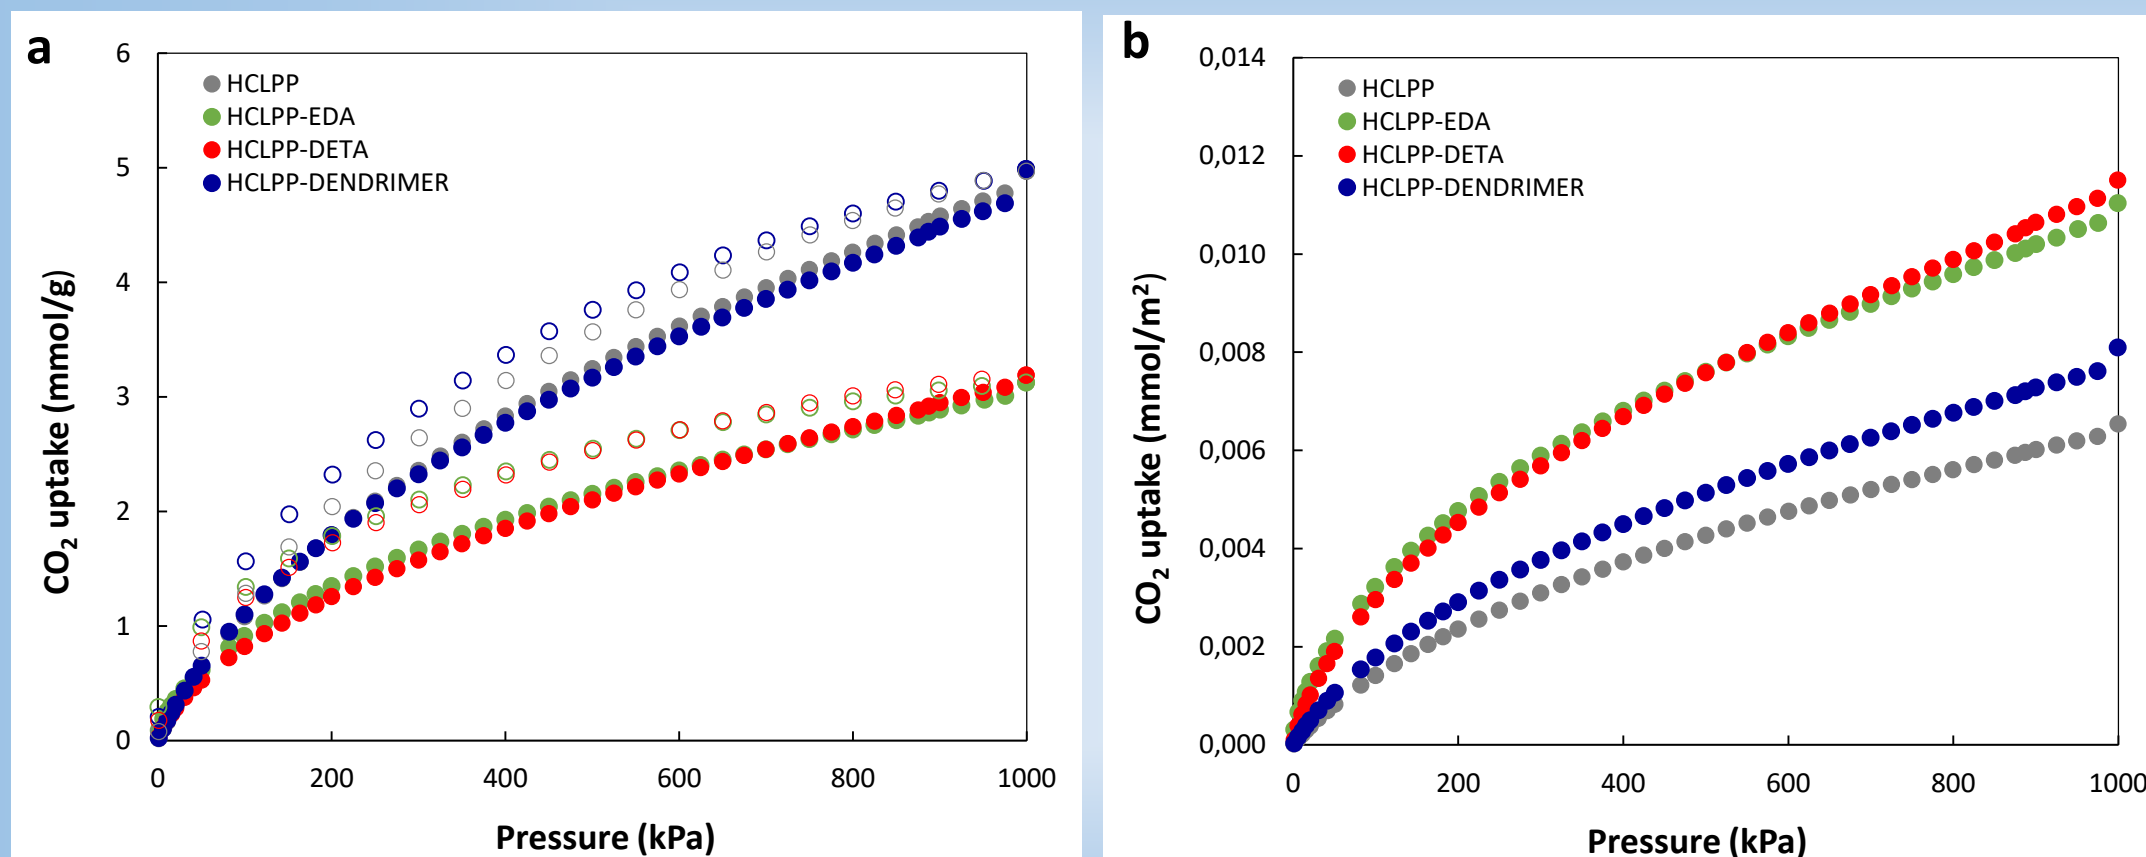 a
6
5
4
3
2
1
0
0 200 400 600 800 1000
CO₂ uptake (mmol/g)
Pressure (kPa)
HCLPP
HCLPP-EDA
HCLPP-DETA
HCLPP-DENDRIMER
b
0,014
0,012
0,010
0,008
0,006
0,004
0,002
0,000
0 200 400 600 800 1000
CO₂ uptake (mmol/m²)
Pressure (kPa)
HCLPP
HCLPP-EDA
HCLPP-DETA
HCLPP-DENDRIMER